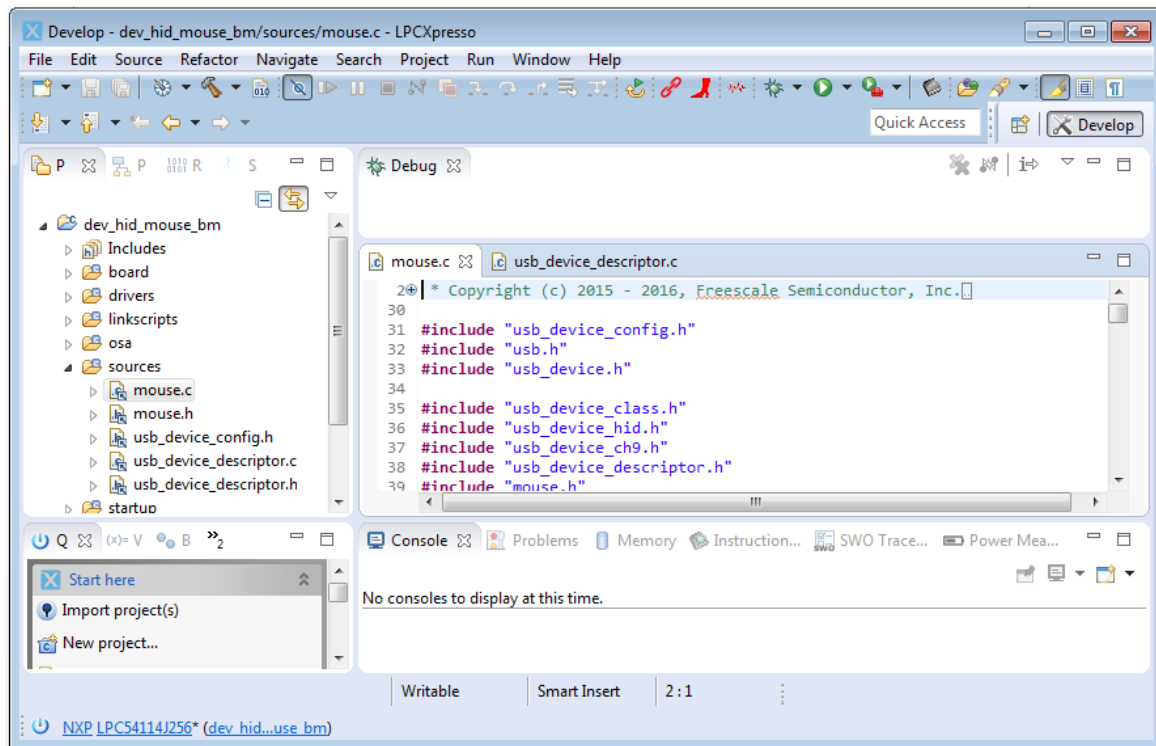 Develop - dev_hid_mouse_bm/sources/mouse.c - LPCXpresso
File Edit Source Refactor Navigate Search Project Run Window Help
010
Quick Access
Develop
P P 1010 0101 R S
dev_hid_mouse_bm
Includes
board
drivers
linkscripts
osa
sources
mouse.c
mouse.h
usb_device_config.h
usb_device_descriptor.c
usb_device_descriptor.h
startup
Debug
i
mouse.c usb_device_descriptor.c
2 * Copyright (c) 2015 - 2016, Freescale Semiconductor, Inc.
30
31 #include "usb_device_config.h"
32 #include "usb.h"
33 #include "usb_device.h"
34
35 #include "usb_device_class.h"
36 #include "usb_device_hid.h"
37 #include "usb_device_ch9.h"
38 #include "usb_device_descriptor.h"
39 #include "mouse.h"
Q (x)= V B »2
Start here
Import project(s)
New project...
Console Problems Memory Instruction... SWO SWO Trace... Power Mea...
No consoles to display at this time.
Writable Smart Insert 2 : 1
NXP LPC54114J256* (dev_hid...use_bm)